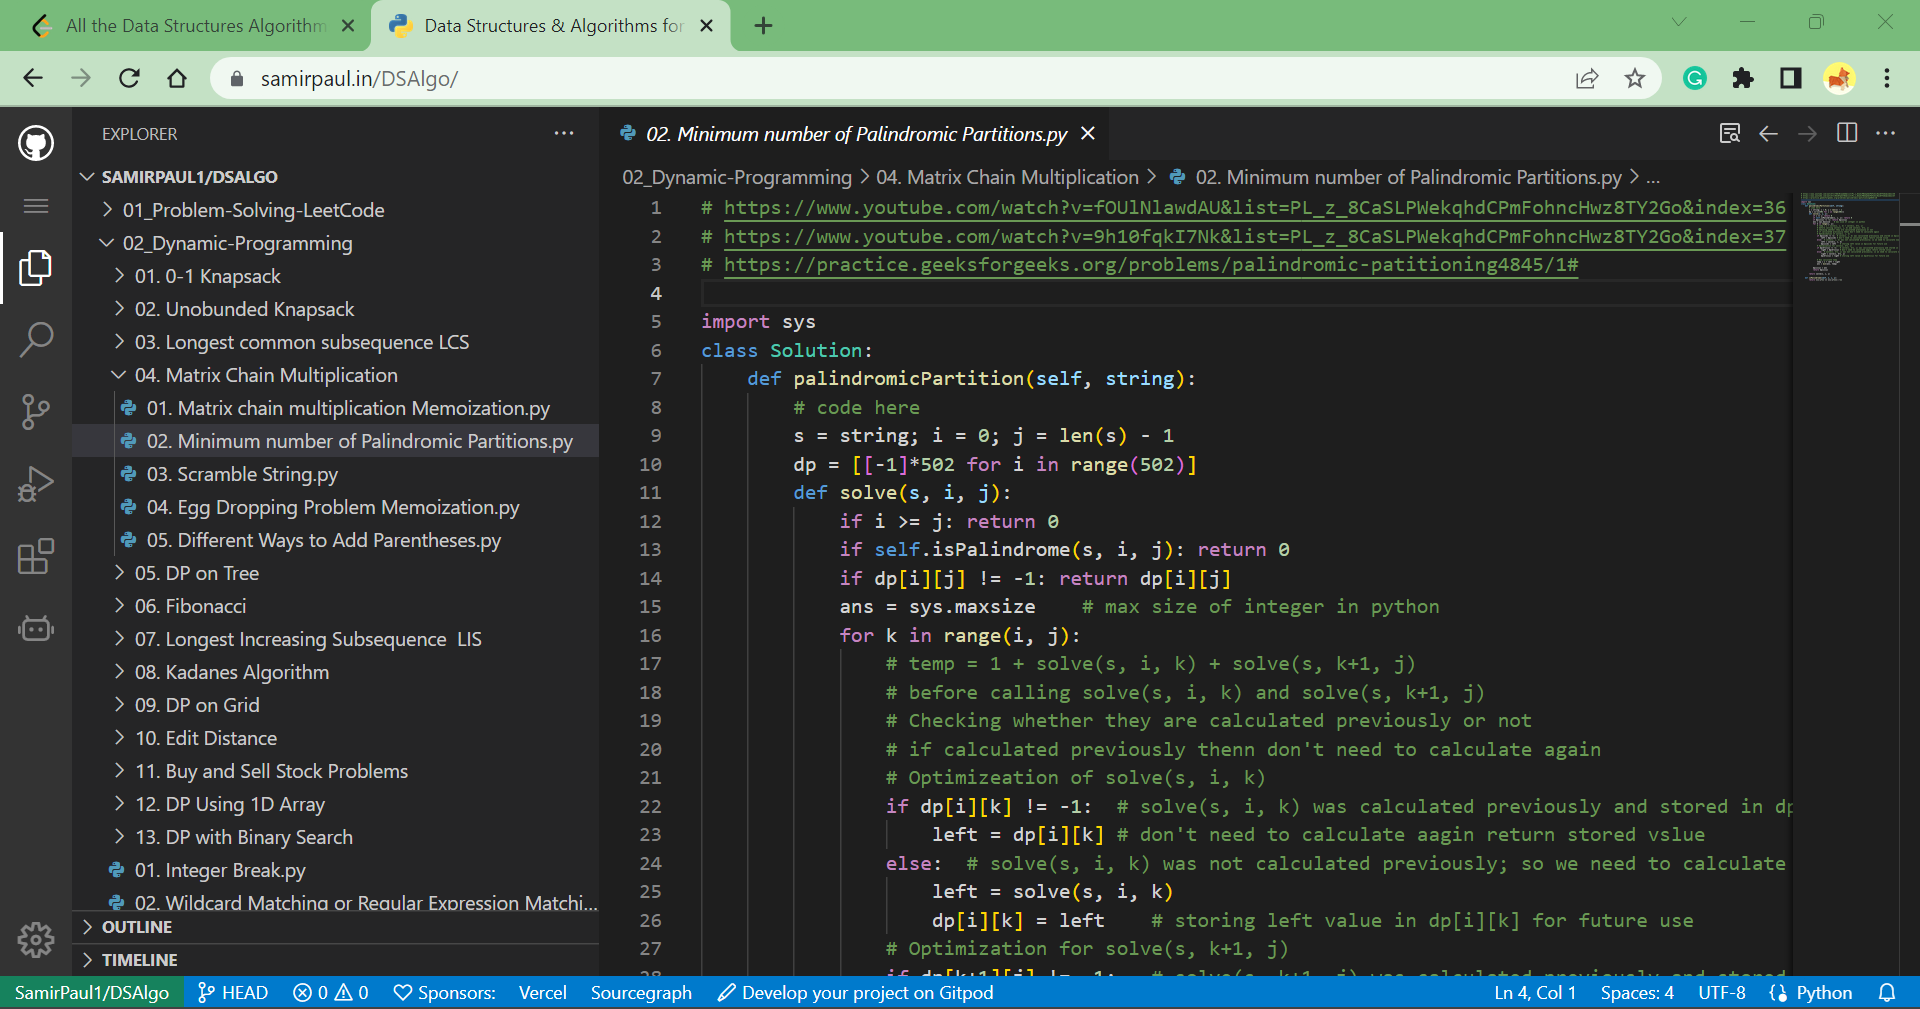 All the Data Structures Algorithm
Data Structures & Algorithms for
samirpaul.in/DSAlgo/
EXPLORER
SAMIRPAUL1/DSALGO
01_Problem-Solving-LeetCode
02_Dynamic-Programming
01. 0-1 Knapsack
02. Unobunded Knapsack
03. Longest common subsequence LCS
04. Matrix Chain Multiplication
01. Matrix chain multiplication Memoization.py
02. Minimum number of Palindromic Partitions.py
03. Scramble String.py
04. Egg Dropping Problem Memoization.py
05. Different Ways to Add Parentheses.py
05. DP on Tree
06. Fibonacci
07. Longest Increasing Subsequence LIS
08. Kadanes Algorithm
09. DP on Grid
10. Edit Distance
11. Buy and Sell Stock Problems
12. DP Using 1D Array
13. DP with Binary Search
01. Integer Break.py
02. Wildcard Matching or Regular Expression Matchi...
OUTLINE
TIMELINE
02. Minimum number of Palindromic Partitions.py
02_Dynamic-Programming > 04. Matrix Chain Multiplication > 02. Minimum number of Palindromic Partitions.py > ...
1 # https://www.youtube.com/watch?v=fOUlNlawdAU&list=PL_z_8CaSLPWekqhdCPmFohncHwz8TY2Go&index=36
2 # https://www.youtube.com/watch?v=9h10fqkI7Nk&list=PL_z_8CaSLPWekqhdCPmFohncHwz8TY2Go&index=37
3 # https://practice.geeksforgeeks.org/problems/palindromic-patitioning4845/1#
4
5 import sys
6 class Solution:
7 def palindromicPartition(self, string):
8 # code here
9 s = string; i = 0; j = len(s) - 1
10 dp = [[-1]*502 for i in range(502)]
11 def solve(s, i, j):
12 if i >= j: return 0
13 if self.isPalindrome(s, i, j): return 0
14 if dp[i][j] != -1: return dp[i][j]
15 ans = sys.maxsize # max size of integer in python
16 for k in range(i, j):
17 # temp = 1 + solve(s, i, k) + solve(s, k+1, j)
18 # before calling solve(s, i, k) and solve(s, k+1, j)
19 # Checking whether they are calculated previously or not
20 # if calculated previously thenn don't need to calculate again
21 # Optimizeation of solve(s, i, k)
22 if dp[i][k] != -1: # solve(s, i, k) was calculated previously and stored in dp
23 left = dp[i][k] # don't need to calculate aagin return stored vslue
24 else: # solve(s, i, k) was not calculated previously; so we need to calculate
25 left = solve(s, i, k)
26 dp[i][k] = left # storing left value in dp[i][k] for future use
27 # Optimization for solve(s, k+1, j)
28 if dp[k+1][j] != -1: # solve(s, k+1, j) was calculated previously and stored
SamirPaul1/DSAlgo HEAD 0 0 Sponsors: Vercel Sourcegraph Develop your project on Gitpod Ln 4, Col 1 Spaces: 4 UTF-8 Python